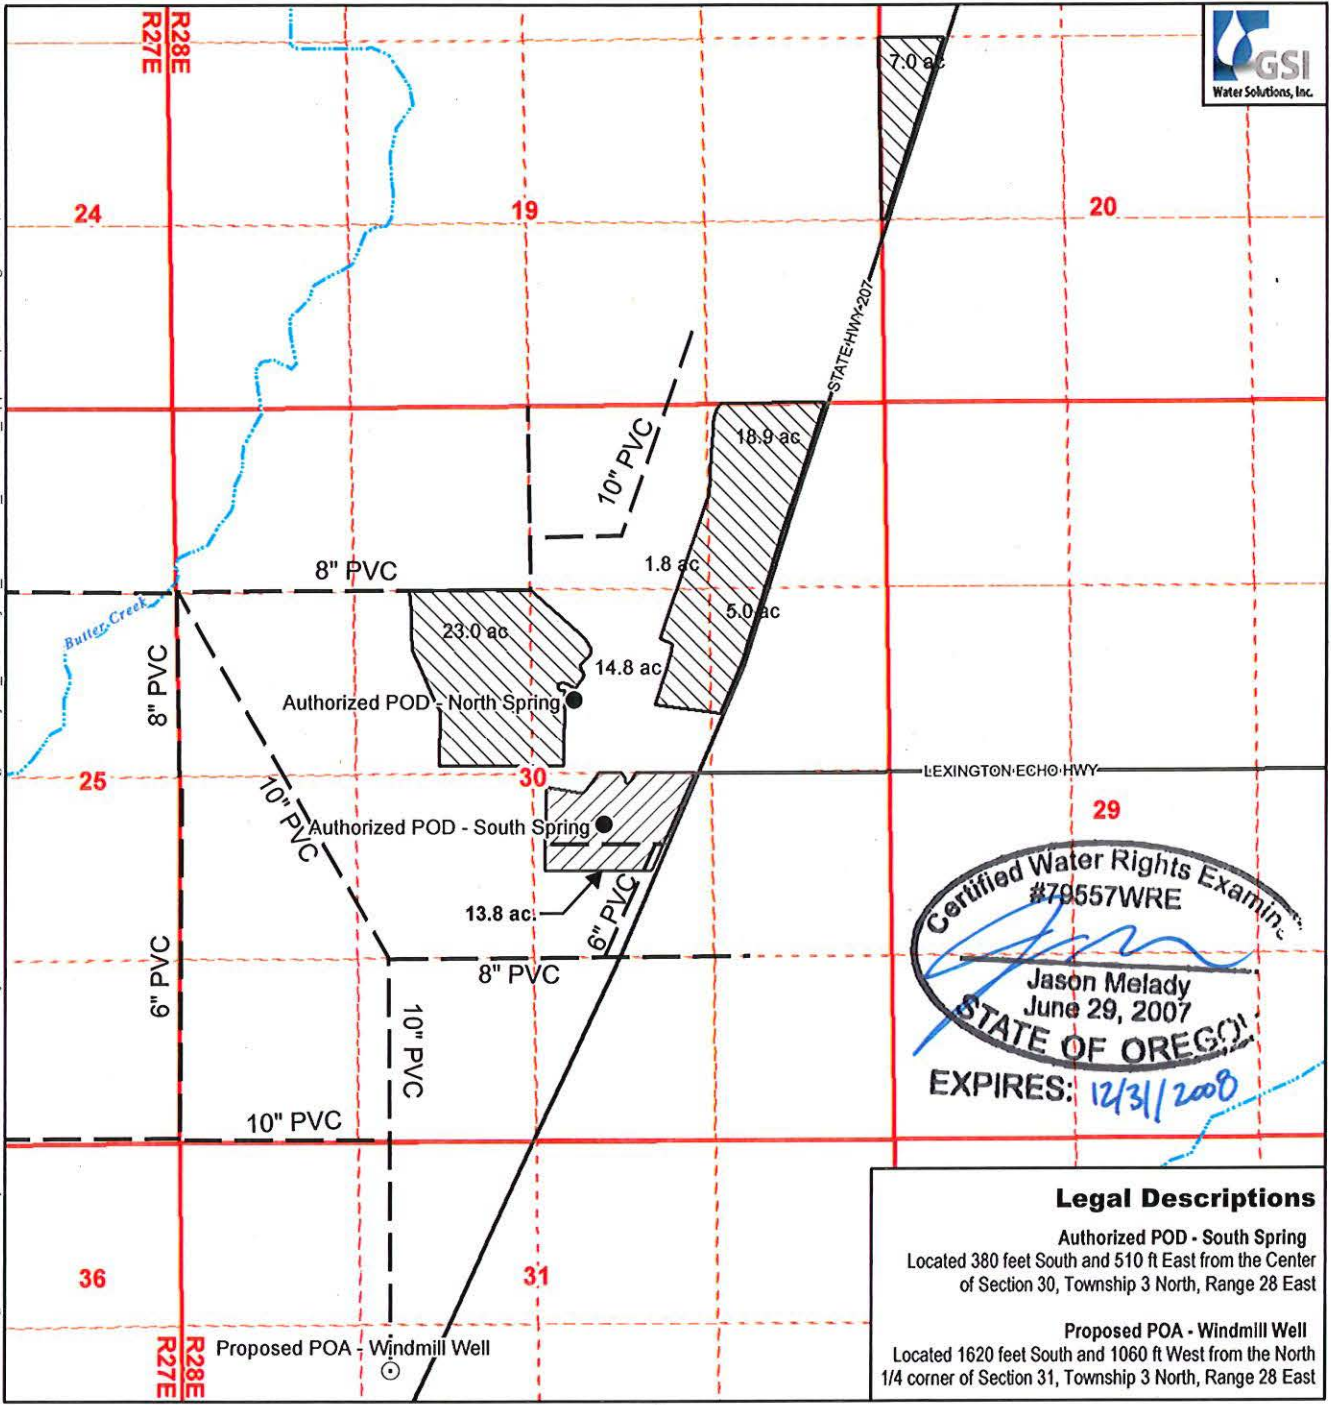 R28E
R27E
GSI
Water Solutions, Inc.
7.0 ac
24
19
20
STATE HWY 207
10" PVC
18.9 ac
8" PVC
1.8 ac
Butter Creek
23.0 ac
5.0 ac
14.8 ac
8" PVC
Authorized POD - North Spring
25
30
LEXINGTON ECHO HWY
10" PVC
29
Authorized POD - South Spring
13.8 ac.
6" PVC
8" PVC
6" PVC
10" PVC
10" PVC
Certified Water Rights Examine
#79557WRE
Jason Melady
June 29, 2007
STATE OF OREGON
EXPIRES: 12/31/2008
36
31
Proposed POA - Windmill Well
R28E
R27E
Legal Descriptions
Authorized POD - South Spring
Located 380 feet South and 510 ft East from the Center
of Section 30, Township 3 North, Range 28 East
Proposed POA - Windmill Well
Located 1620 feet South and 1060 ft West from the North
1/4 corner of Section 31, Township 3 North, Range 28 East